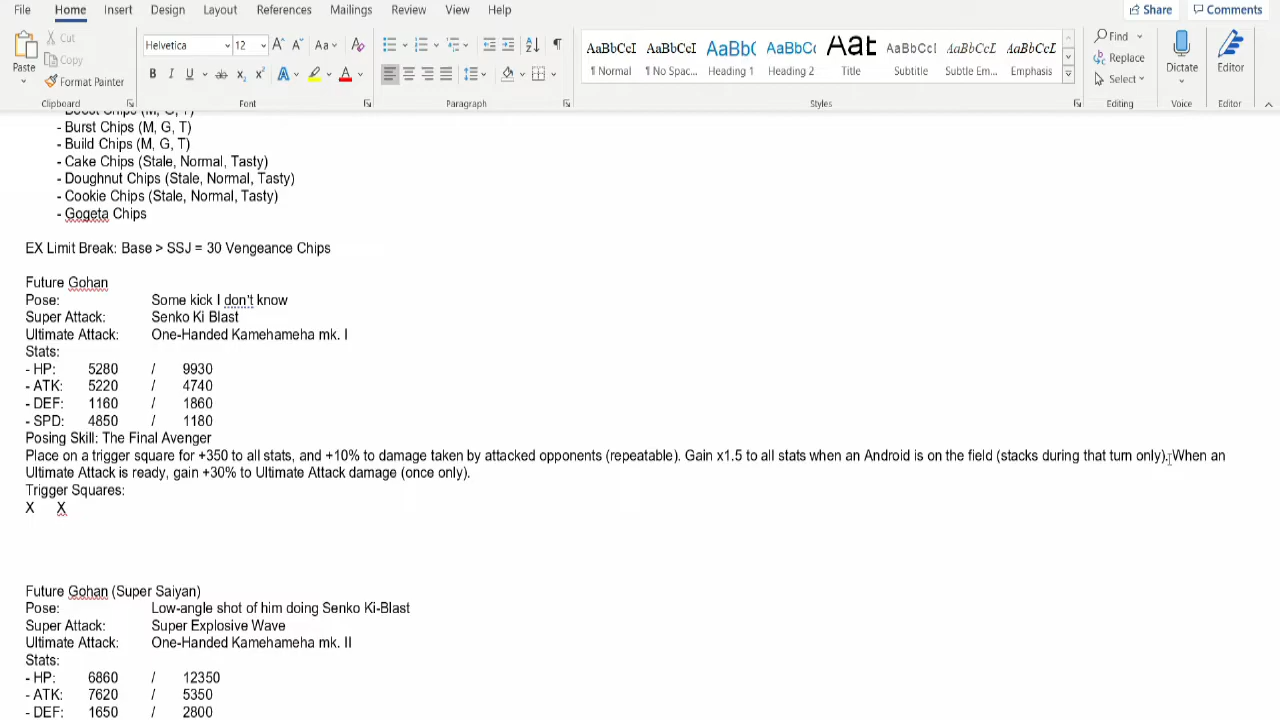 File Home Insert Design Layout References Mailings Review View Help Share Comments
Paste Cut Copy Format Painter
Helvetica 12 Aa
B I U ab x₂ x² A A
AaBbCcI AaBbCcI AaBb( AaBbC( Aat AaBbCcI AaBbCcI AaBbCcI
¶ Normal ¶ No Spac... Heading 1 Heading 2 Title Subtitle Subtle Em... Emphasis
Find Replace Select
Dictate Editor
Clipboard Font Paragraph Styles Editing Voice Editor
- Burst Chips (M, G, T)
- Build Chips (M, G, T)
- Cake Chips (Stale, Normal, Tasty)
- Doughnut Chips (Stale, Normal, Tasty)
- Cookie Chips (Stale, Normal, Tasty)
- Gogeta Chips
EX Limit Break: Base > SSJ = 30 Vengeance Chips
Future Gohan
Pose: Some kick I don't know
Super Attack: Senko Ki Blast
Ultimate Attack: One-Handed Kamehameha mk. I
Stats:
- HP: 5280 / 9930
- ATK: 5220 / 4740
- DEF: 1160 / 1860
- SPD: 4850 / 1180
Posing Skill: The Final Avenger
Place on a trigger square for +350 to all stats, and +10% to damage taken by attacked opponents (repeatable). Gain x1.5 to all stats when an Android is on the field (stacks during that turn only). When an
Ultimate Attack is ready, gain +30% to Ultimate Attack damage (once only).
Trigger Squares:
X X
Future Gohan (Super Saiyan)
Pose: Low-angle shot of him doing Senko Ki-Blast
Super Attack: Super Explosive Wave
Ultimate Attack: One-Handed Kamehameha mk. II
Stats:
- HP: 6860 / 12350
- ATK: 7620 / 5350
- DEF: 1650 / 2800